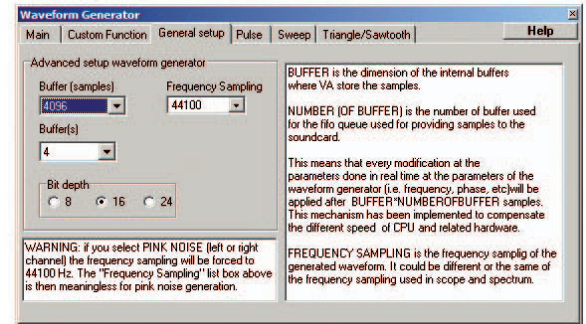 Waveform Generator
Main Custom Function General setup Pulse Sweep Triangle/Sawtooth Help
Advanced setup waveform generator
Buffer (samples) Frequency Sampling
4096 44100
Buffer(s)
4
Bit depth
8 16 24
WARNING: if you select PINK NOISE (left or right
channel) the frequency sampling will be forced to
44100 Hz. The "Frequency Sampling" list box above
is then meaningless for pink noise generation.
BUFFER is the dimension of the internal buffers
where VA store the samples.
NUMBER (OF BUFFER) is the number of buffer used
for the fifo queue used for providing samples to the
soundcard.
This means that every modification at the
parameters done in real time at the parameters of the
waveform generator (i.e. frequency, phase, etc)will be
applied after BUFFER*NUMBEROFBUFFER samples.
This mechanism has been implemented to compensate
the different speed of CPU and related hardware.
FREQUENCY SAMPLING is the frequency samplig of the
generated waveform. It could be different or the same of
the frequency sampling used in scope and spectrum.